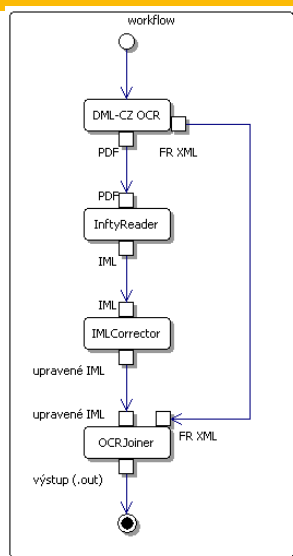 workflow
DML-CZ OCR
PDF
FR XML
PDF
InftyReader
IML
IML
IMLCorrector
upravené IML
upravené IML
FR XML
OCRJoiner
výstup (.out)